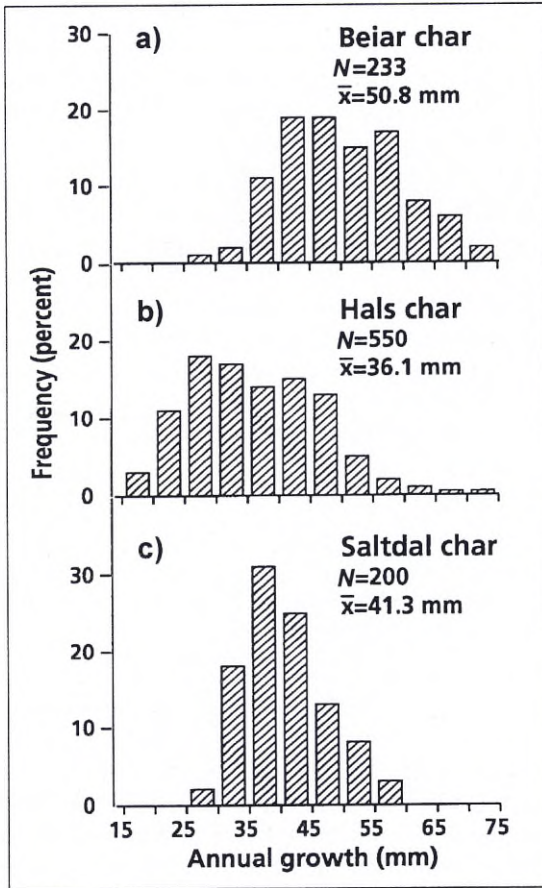 a)
Beiar char
N=233
x̄=50.8 mm
30
20
10
0
b)
Hals char
N=550
x̄=36.1 mm
20
10
0
Frequency (percent)
c)
Saltdal char
N=200
x̄=41.3 mm
30
20
10
0
15 25 35 45 55 65 75
Annual growth (mm)